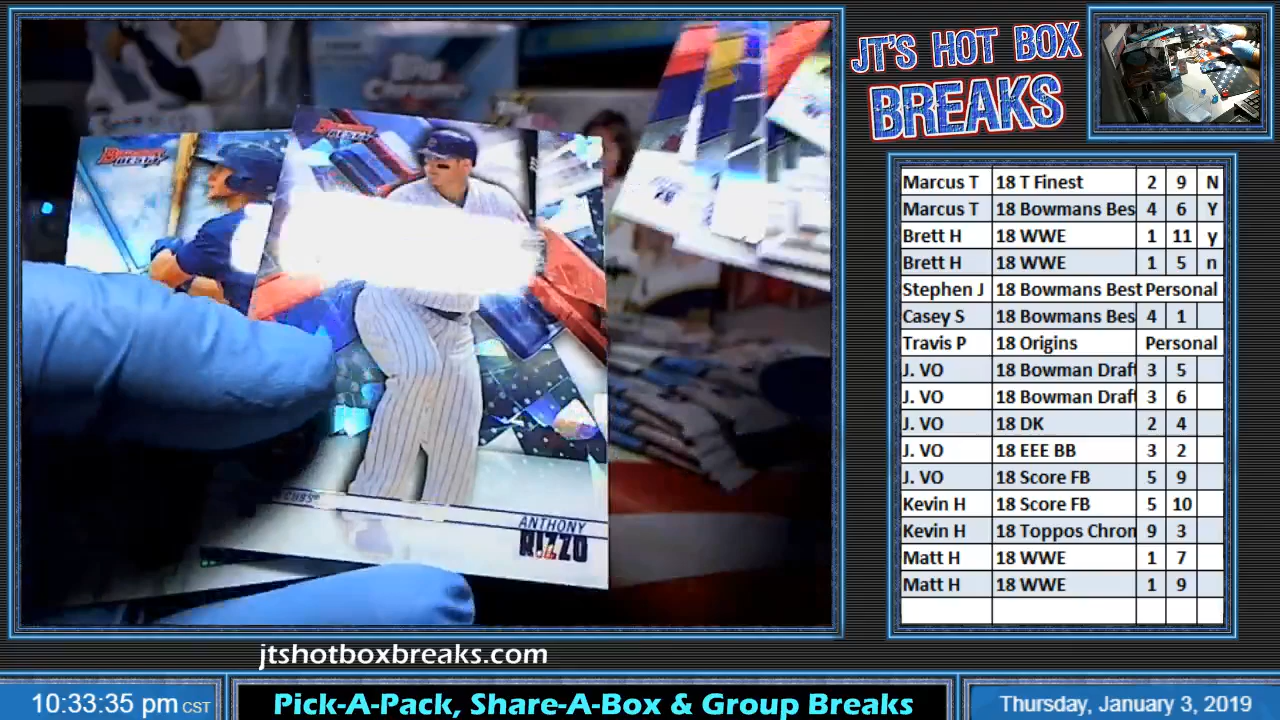 JT'S HOT BOX
BREAKS
BOWMAN'S BEST
BOWMAN'S BEST
CUBS
ANTHONY
RIZZO
Marcus T 18 T Finest 2 9 N
Marcus T 18 Bowmans Bes 4 6 Y
Brett H 18 WWE 1 11 y
Brett H 18 WWE 1 5 n
Stephen J 18 Bowmans Best Personal
Casey S 18 Bowmans Bes 4 1
Travis P 18 Origins Personal
J. VO 18 Bowman Draf 3 5
J. VO 18 Bowman Draf 3 6
J. VO 18 DK 2 4
J. VO 18 EEE BB 3 2
J. VO 18 Score FB 5 9
Kevin H 18 Score FB 5 10
Kevin H 18 Toppos Chron 9 3
Matt H 18 WWE 1 7
Matt H 18 WWE 1 9
jtshotboxbreaks.com
10:33:35 pm CST
Pick-A-Pack, Share-A-Box & Group Breaks
Thursday, January 3, 2019